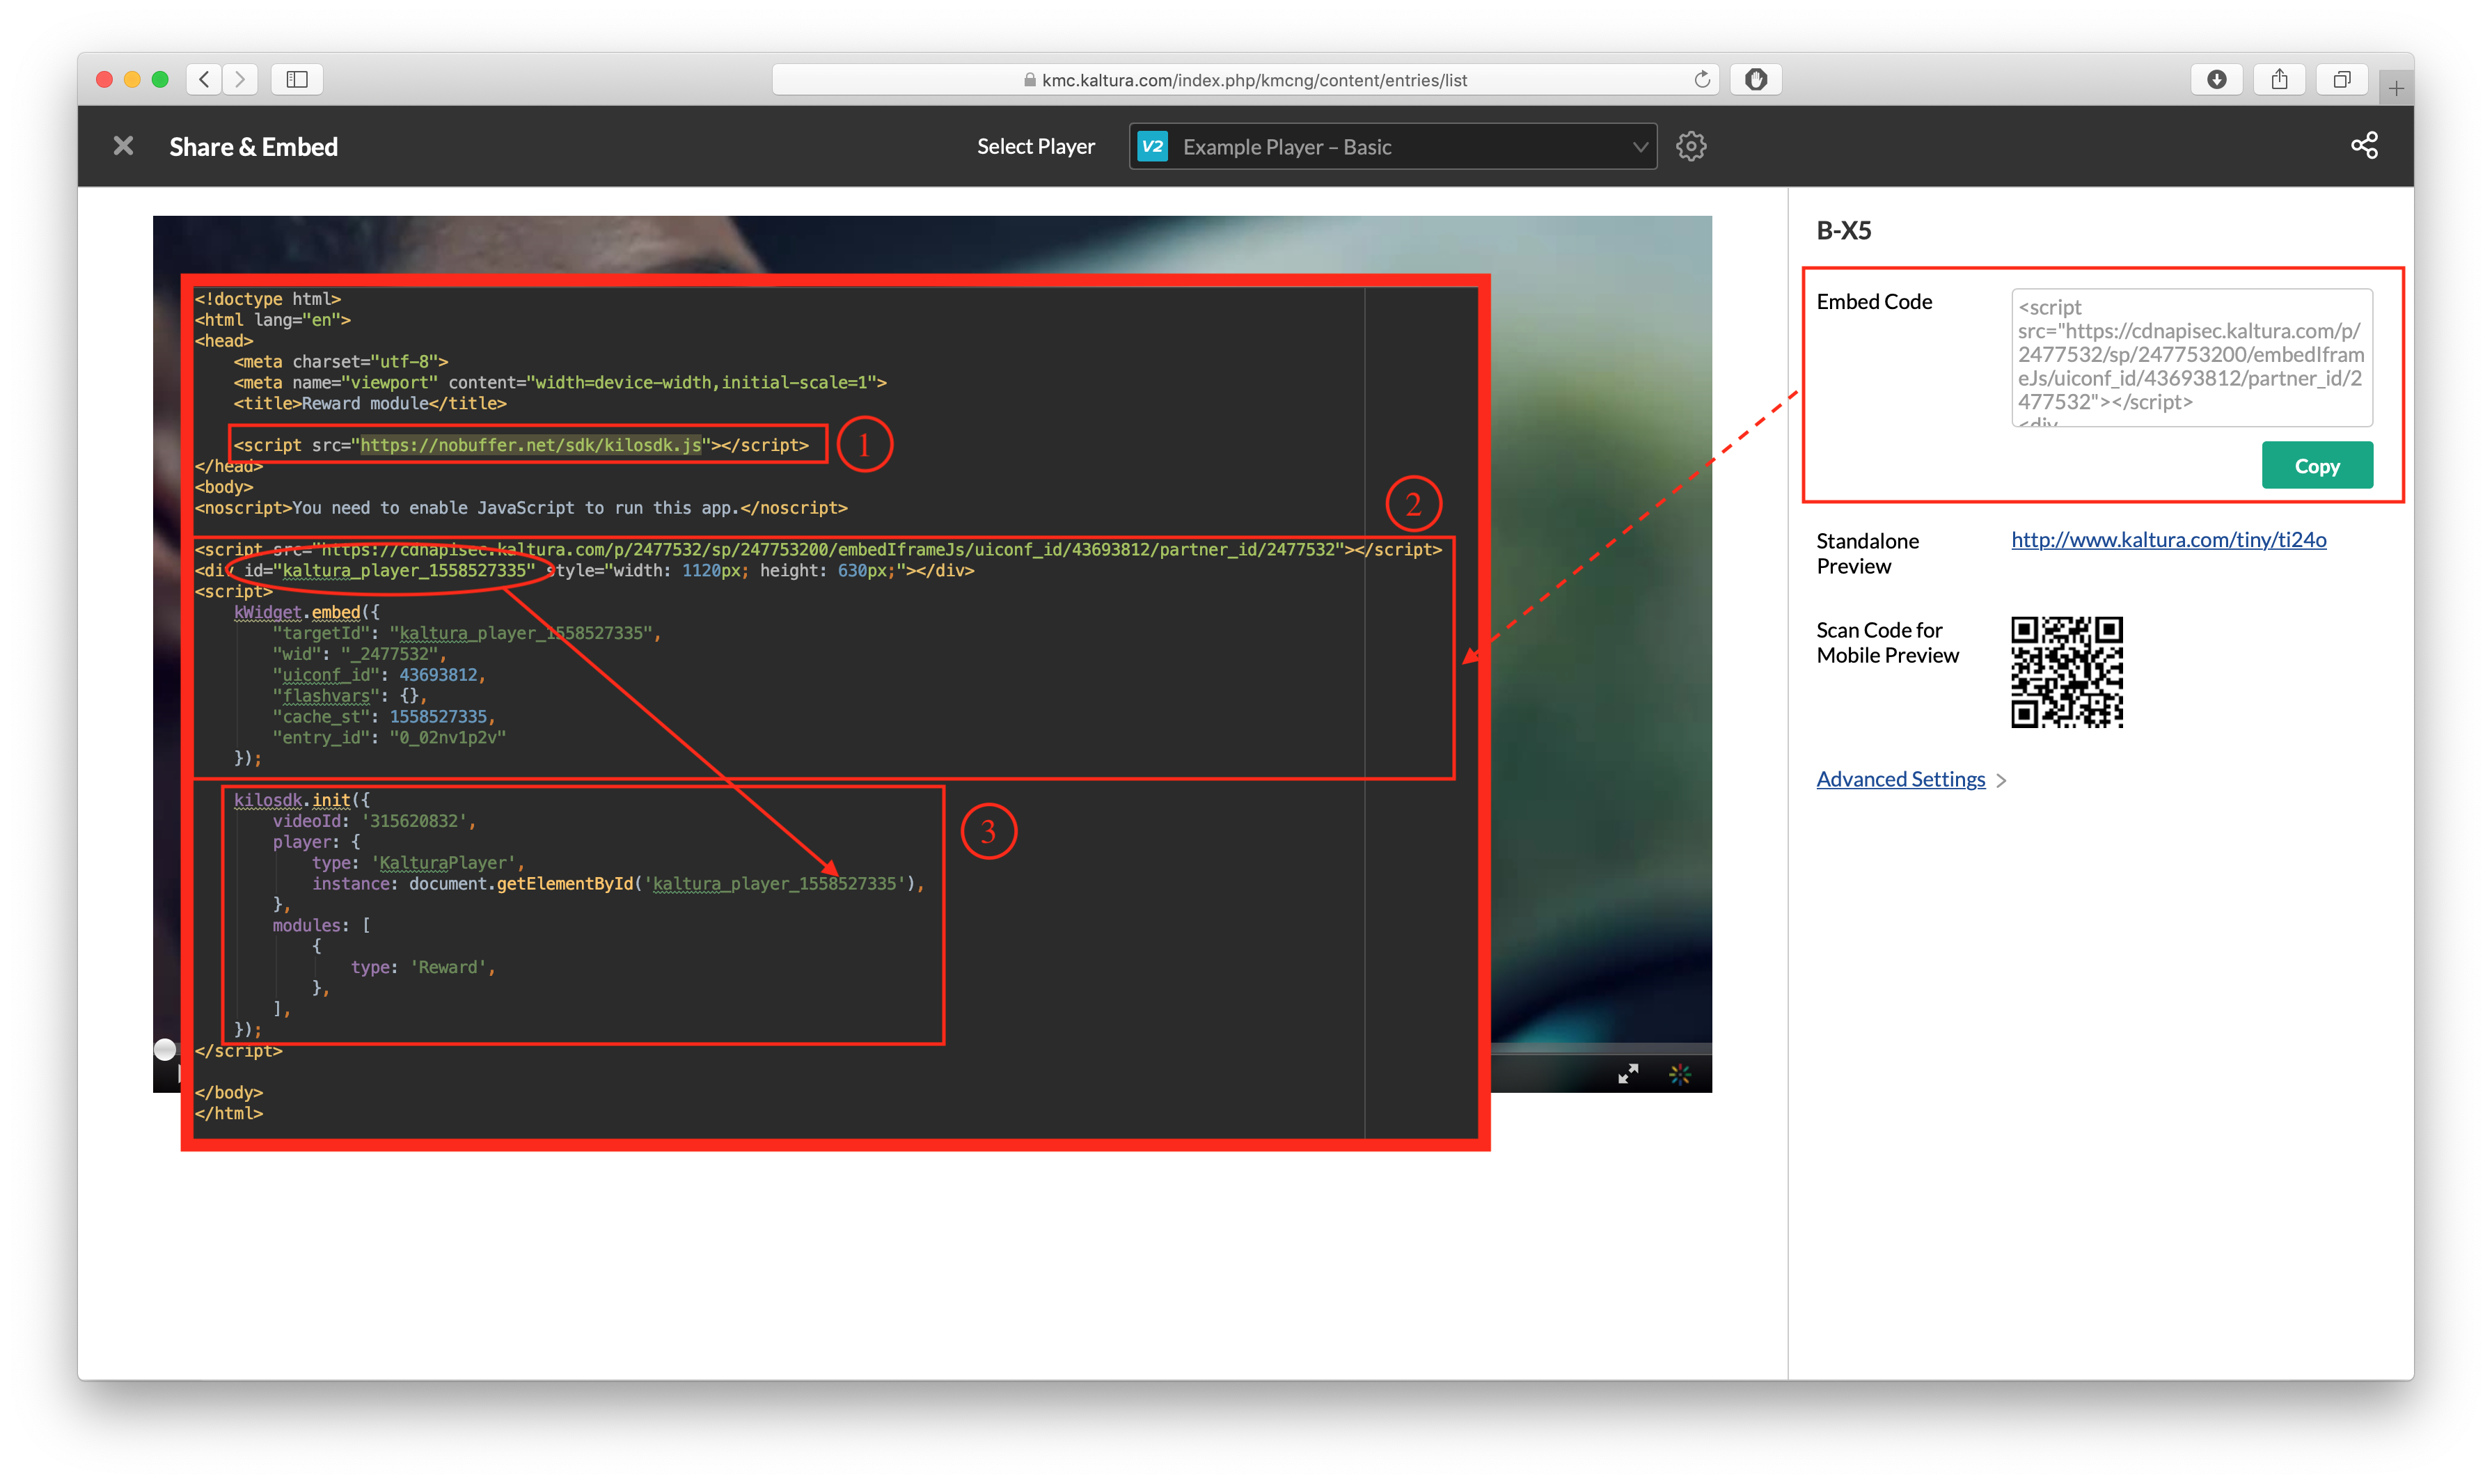 kmc.kaltura.com/index.php/kmcng/content/entries/list
Share & Embed
Select Player
V2 Example Player – Basic
<!doctype html>
<html lang="en">
<head>
<meta charset="utf-8">
<meta name="viewport" content="width=device-width,initial-scale=1">
<title>Reward module</title>
<script src="https://nobuffer.net/sdk/kilosdk.js"></script>
1
</head>
<body>
<noscript>You need to enable JavaScript to run this app.</noscript>
2
<script src="https://cdnapisec.kaltura.com/p/2477532/sp/247753200/embedIframeJs/uiconf_id/43693812/partner_id/2477532"></script>
<div id="kaltura_player_1558527335" style="width: 1120px; height: 630px;"></div>
<script>
kWidget.embed({
"targetId": "kaltura_player_1558527335",
"wid": "_2477532",
"uiconf_id": 43693812,
"flashvars": {},
"cache_st": 1558527335,
"entry_id": "0_02nv1p2v"
});
kilosdk.init({
videoId: '315620832',
player: {
type: 'KalturaPlayer',
instance: document.getElementById('kaltura_player_1558527335'),
},
modules: [
{
type: 'Reward',
},
],
});
3
</script>
</body>
</html>
B-X5
Embed Code
<script
src="https://cdnapisec.kaltura.com/p/
2477532/sp/247753200/embedIfram
eJs/uiconf_id/43693812/partner_id/2
477532"></script>
<div
Copy
Standalone
Preview
http://www.kaltura.com/tiny/ti24o
Scan Code for
Mobile Preview
Advanced Settings